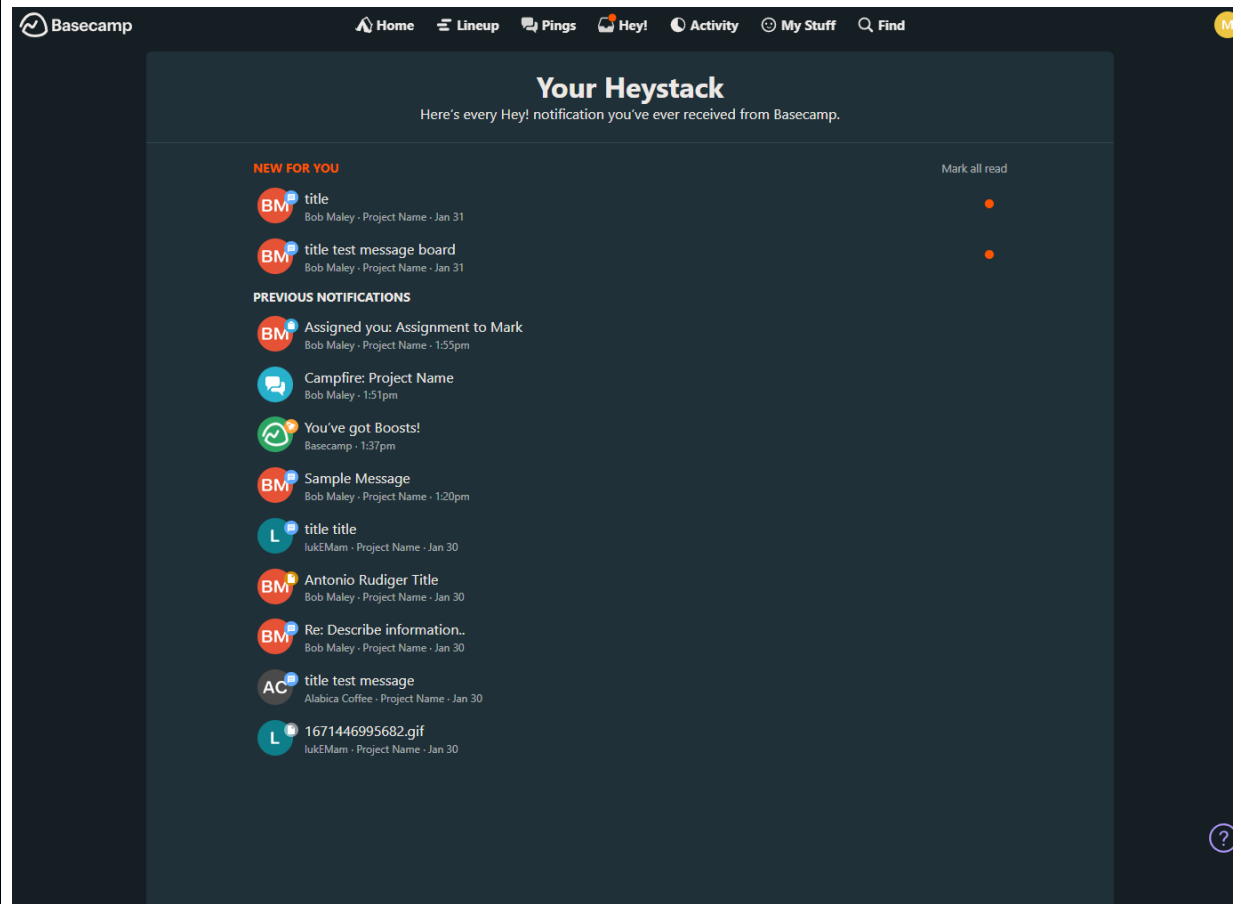 Basecamp
Home Lineup Pings Hey! Activity My Stuff Find
M
Your Heystack
Here's every Hey! notification you've ever received from Basecamp.
NEW FOR YOU Mark all read
BM title
Bob Maley · Project Name · Jan 31
BM title test message board
Bob Maley · Project Name · Jan 31
PREVIOUS NOTIFICATIONS
BM Assigned you: Assignment to Mark
Bob Maley · Project Name · 1:55pm
Campfire: Project Name
Bob Maley · 1:51pm
You've got Boosts!
Basecamp · 1:37pm
BM Sample Message
Bob Maley · Project Name · 1:20pm
L title title
lukEMam · Project Name · Jan 30
BM Antonio Rudiger Title
Bob Maley · Project Name · Jan 30
BM Re: Describe information..
Bob Maley · Project Name · Jan 30
AC title test message
Alabica Coffee · Project Name · Jan 30
L 1671446995682.gif
lukEMam · Project Name · Jan 30
?